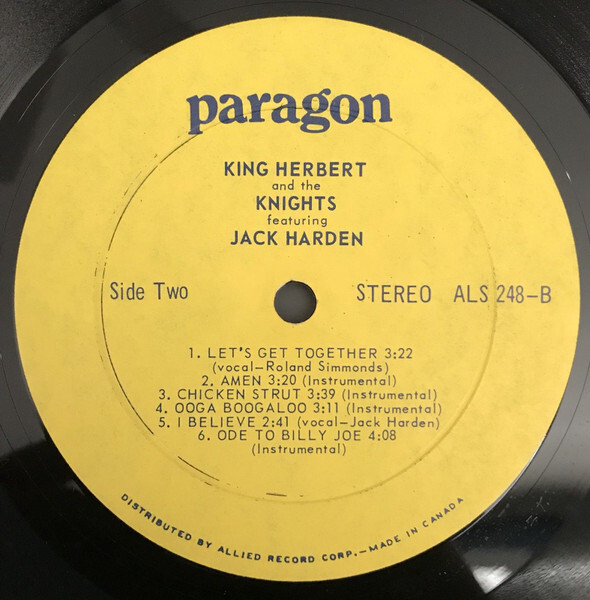 paragon
KING HERBERT
and the
KNIGHTS
featuring
JACK HARDEN
Side Two
STEREO ALS 248-B
1. LET'S GET TOGETHER 3:22
(vocal-Roland Simmonds)
2. AMEN 3:20 (Instrumental)
3. CHICKEN STRUT 3:39 (Instrumental)
4. OOGA BOOGALOO 3:11 (Instrumental)
5. I BELIEVE 2:41 (vocal-Jack Harden)
6. ODE TO BILLY JOE 4:08
(Instrumental)
DISTRIBUTED BY ALLIED RECORD CORP.-MADE IN CANADA